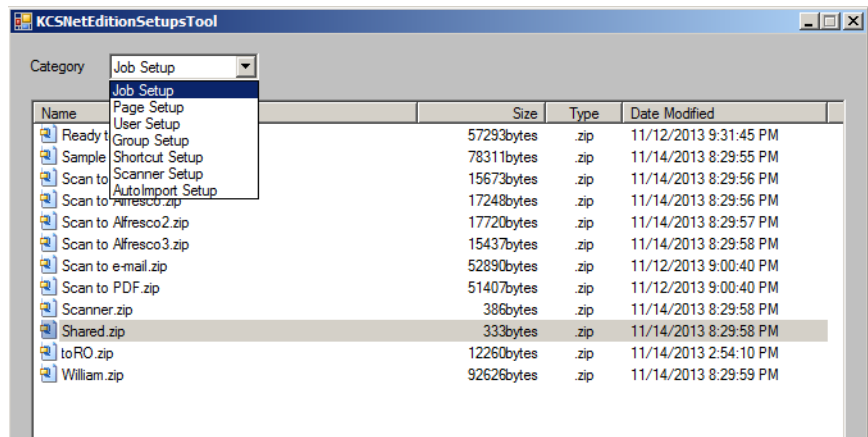 KCSNetEditionSetupsTool
Category Job Setup
Job Setup
Page Setup
User Setup
Group Setup
Shortcut Setup
Scanner Setup
AutoImport Setup
Name Size Type Date Modified
Ready t 57293bytes .zip 11/12/2013 9:31:45 PM
Sample 78311bytes .zip 11/14/2013 8:29:55 PM
Scan to 15673bytes .zip 11/14/2013 8:29:56 PM
Scan to Alfresco.zip 17248bytes .zip 11/14/2013 8:29:56 PM
Scan to Alfresco2.zip 17720bytes .zip 11/14/2013 8:29:57 PM
Scan to Alfresco3.zip 15437bytes .zip 11/14/2013 8:29:58 PM
Scan to e-mail.zip 52890bytes .zip 11/12/2013 9:00:40 PM
Scan to PDF.zip 51407bytes .zip 11/12/2013 9:00:40 PM
Scanner.zip 386bytes .zip 11/14/2013 8:29:58 PM
Shared.zip 333bytes .zip 11/14/2013 8:29:58 PM
toRO.zip 12260bytes .zip 11/14/2013 2:54:10 PM
William.zip 92626bytes .zip 11/14/2013 8:29:59 PM